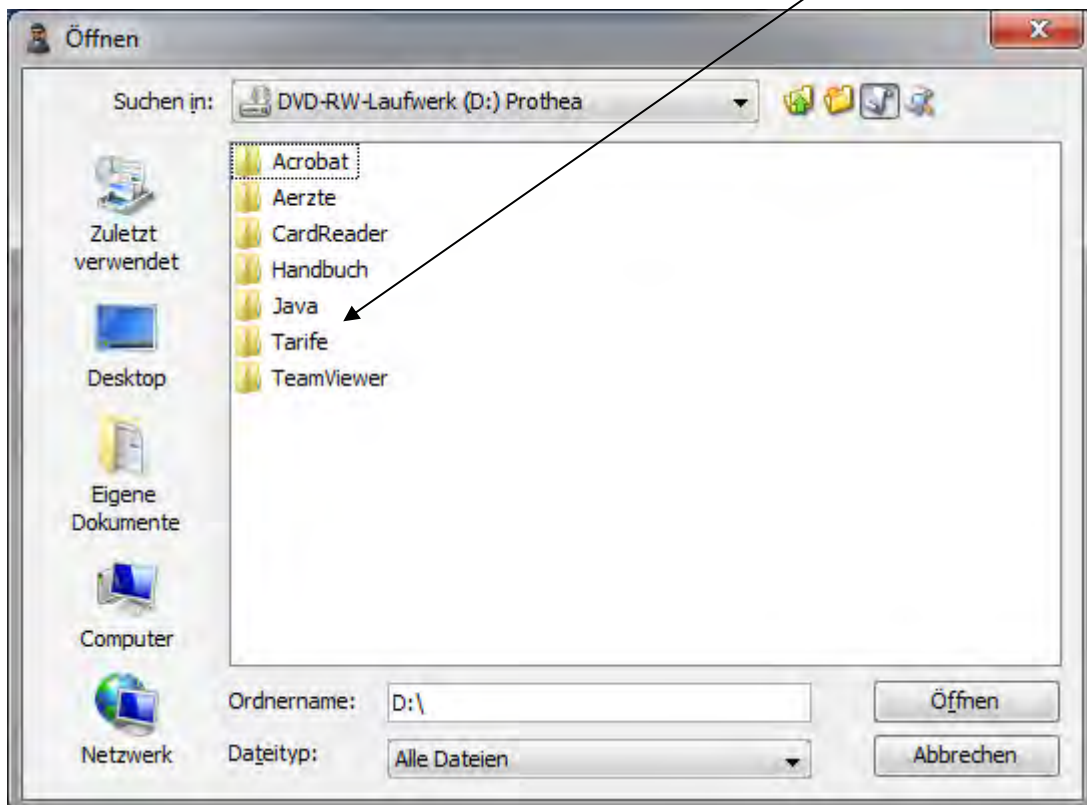 Öffnen
Suchen in: DVD-RW-Laufwerk (D:) Prothea
Acrobat
Aerzte
CardReader
Handbuch
Java
Tarife
TeamViewer
Zuletzt
verwendet
Desktop
Eigene
Dokumente
Computer
Netzwerk
Ordnername: D:\ Öffnen
Dateityp: Alle Dateien Abbrechen